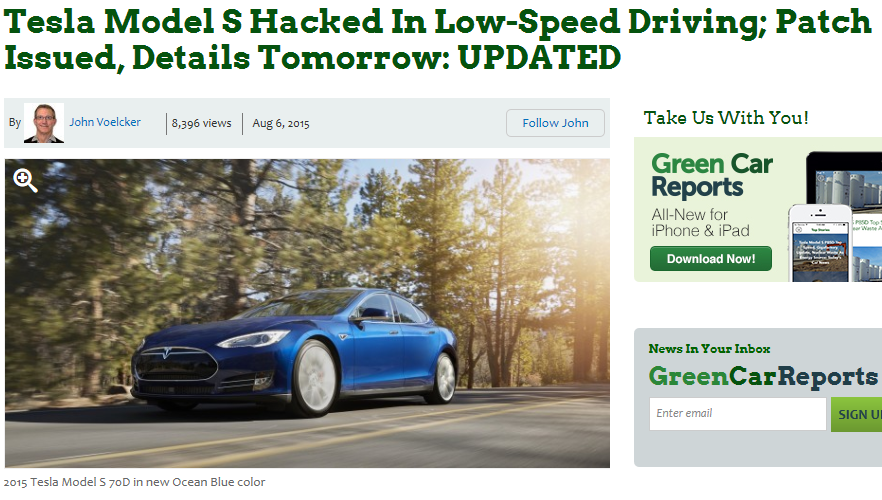 Tesla Model S Hacked In Low-Speed Driving; Patch
Issued, Details Tomorrow: UPDATED
By John Voelcker 8,396 views Aug 6, 2015
Follow John
2015 Tesla Model S 70D in new Ocean Blue color
Take Us With You!
Green Car
Reports
All-New for
iPhone & iPad
Download Now!
Top Stories
News In Your Inbox
GreenCarReports
Enter email
SIGN U